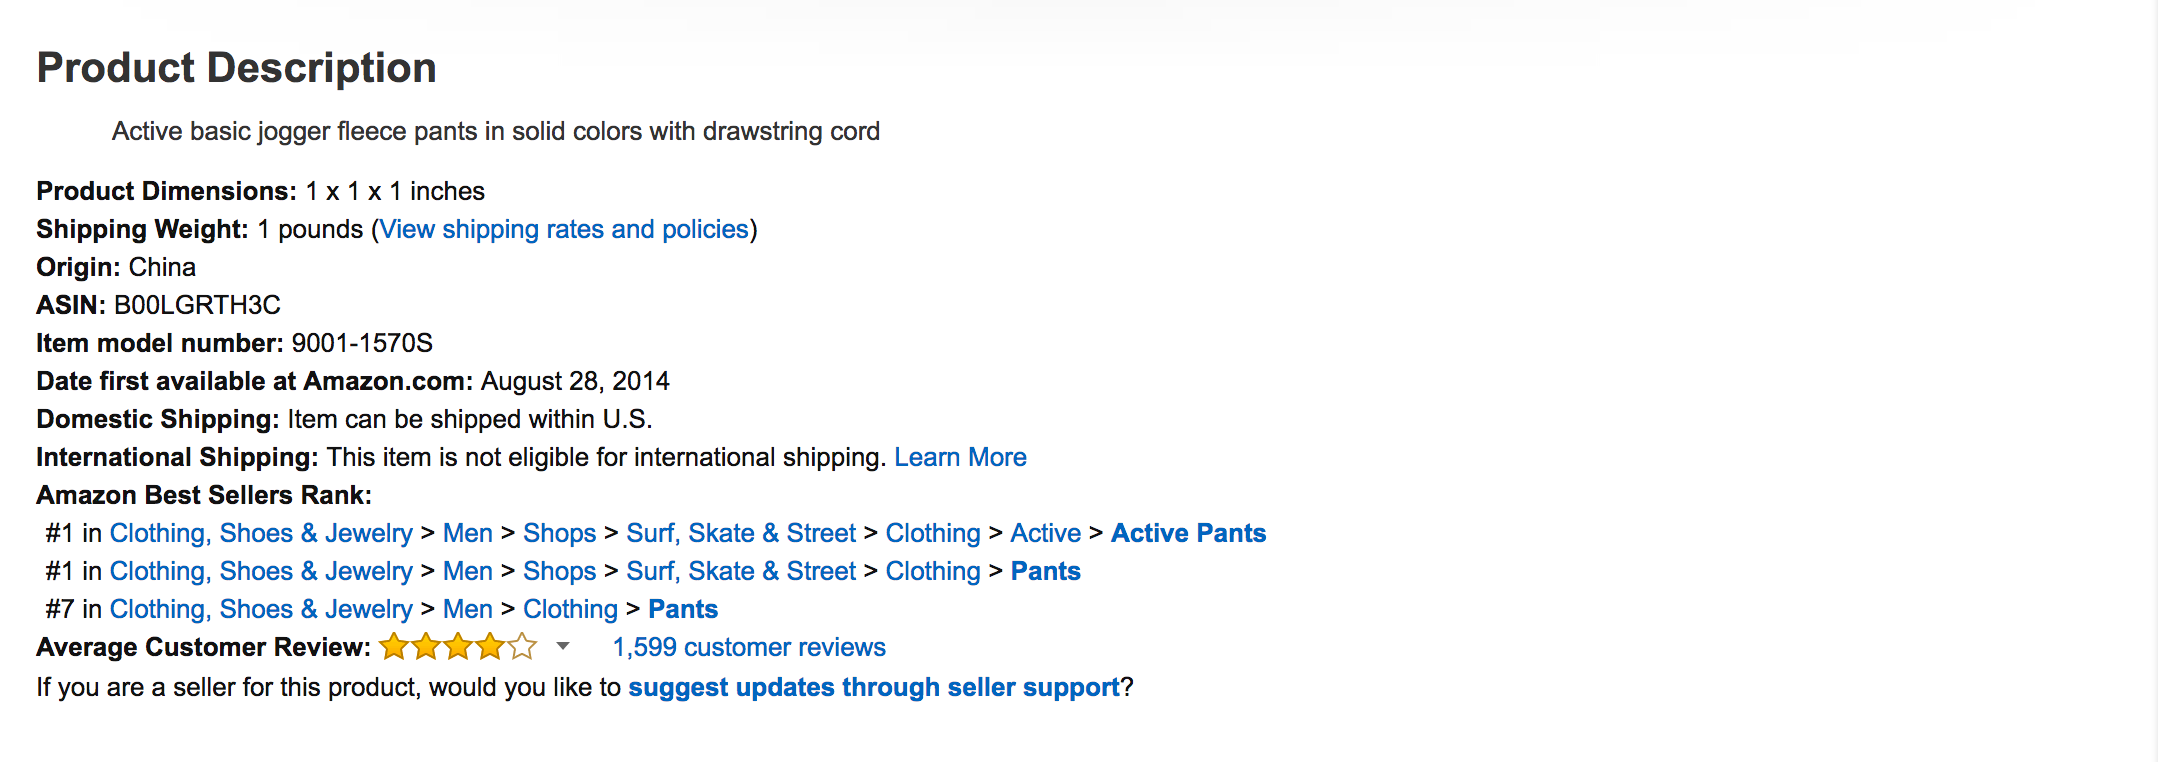 Product Description
Active basic jogger fleece pants in solid colors with drawstring cord
Product Dimensions: 1 x 1 x 1 inches
Shipping Weight: 1 pounds (View shipping rates and policies)
Origin: China
ASIN: B00LGRTH3C
Item model number: 9001-1570S
Date first available at Amazon.com: August 28, 2014
Domestic Shipping: Item can be shipped within U.S.
International Shipping: This item is not eligible for international shipping. Learn More
Amazon Best Sellers Rank:
#1 in Clothing, Shoes & Jewelry > Men > Shops > Surf, Skate & Street > Clothing > Active > Active Pants
#1 in Clothing, Shoes & Jewelry > Men > Shops > Surf, Skate & Street > Clothing > Pants
#7 in Clothing, Shoes & Jewelry > Men > Clothing > Pants
Average Customer Review: 1,599 customer reviews
If you are a seller for this product, would you like to suggest updates through seller support?